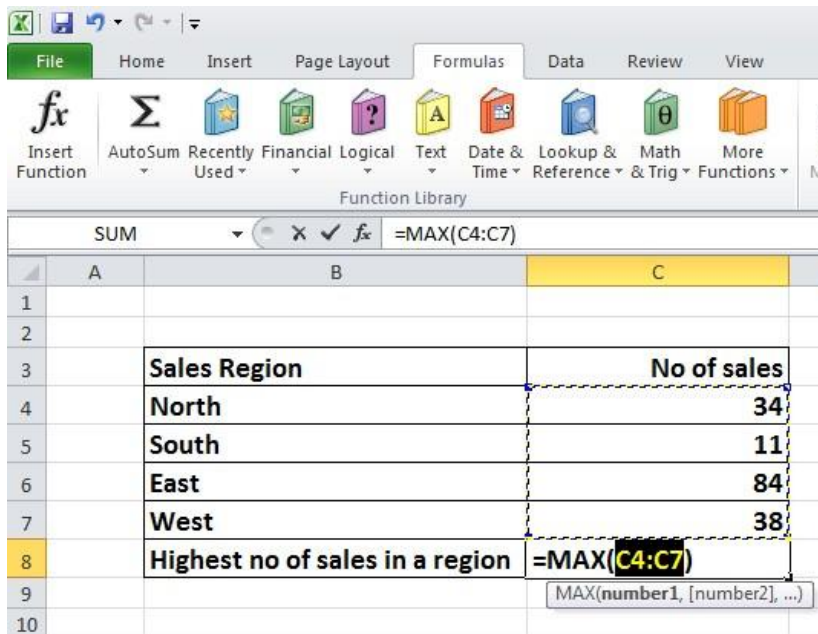 File Home Insert Page Layout Formulas Data Review View
fx Σ ? A θ
Insert Function AutoSum Recently Used Financial Logical Text Date & Time Lookup & Reference Math & Trig More Functions
Function Library
SUM fx =MAX(C4:C7)
A B C
1
2
3 Sales Region No of sales
4 North 34
5 South 11
6 East 84
7 West 38
8 Highest no of sales in a region =MAX(C4:C7)
9 MAX(number1, [number2], ...)
10